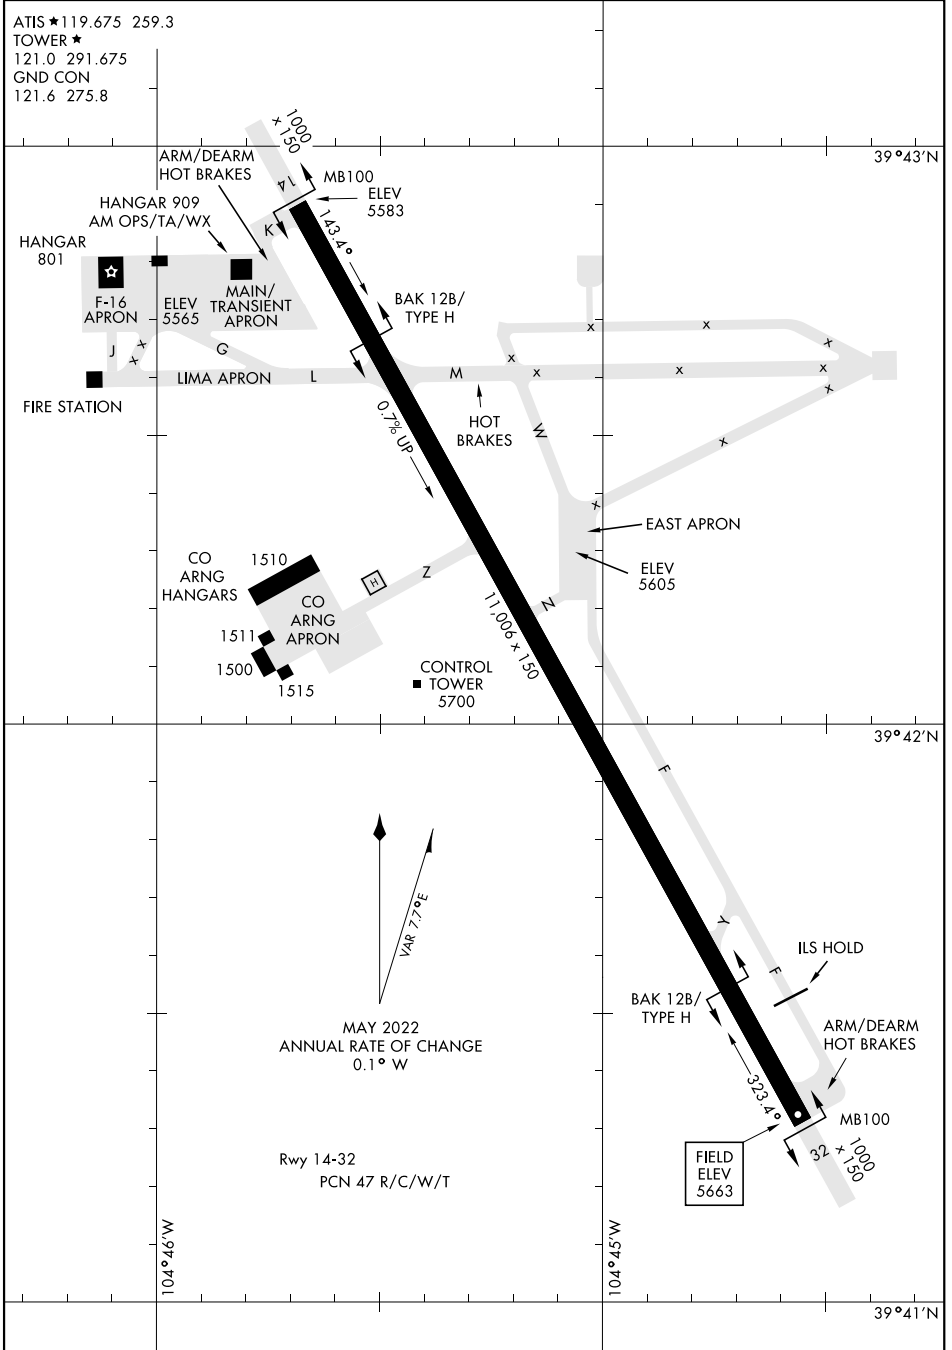 ATIS ★ 119.675 259.3
TOWER ★
121.0 291.675
GND CON
121.6 275.8
1000
× 150
39°43'N
ARM/DEARM
HOT BRAKES
14
MB100
ELEV
5583
HANGAR 909
AM OPS/TA/WX
K
143.4°
HANGAR
801
F-16
APRON
ELEV
5565
MAIN/
TRANSIENT
APRON
BAK 12B/
TYPE H
x
x
x
J
x
x
G
x
x
x
x
LIMA APRON
L
M
x
FIRE STATION
0.7% UP
HOT
BRAKES
W
x
x
EAST APRON
CO
ARNG
HANGARS
1510
H
Z
ELEV
5605
CO
ARNG
APRON
N
11,006 x 150
1511
1500
1515
CONTROL
TOWER
5700
39°42'N
F
VAR 7.7°E
Y
F
ILS HOLD
BAK 12B/
TYPE H
MAY 2022
ANNUAL RATE OF CHANGE
0.1° W
ARM/DEARM
HOT BRAKES
323.4°
MB100
32
1000
× 150
FIELD
ELEV
5663
Rwy 14-32
PCN 47 R/C/W/T
104°46'W
104°45'W
39°41'N